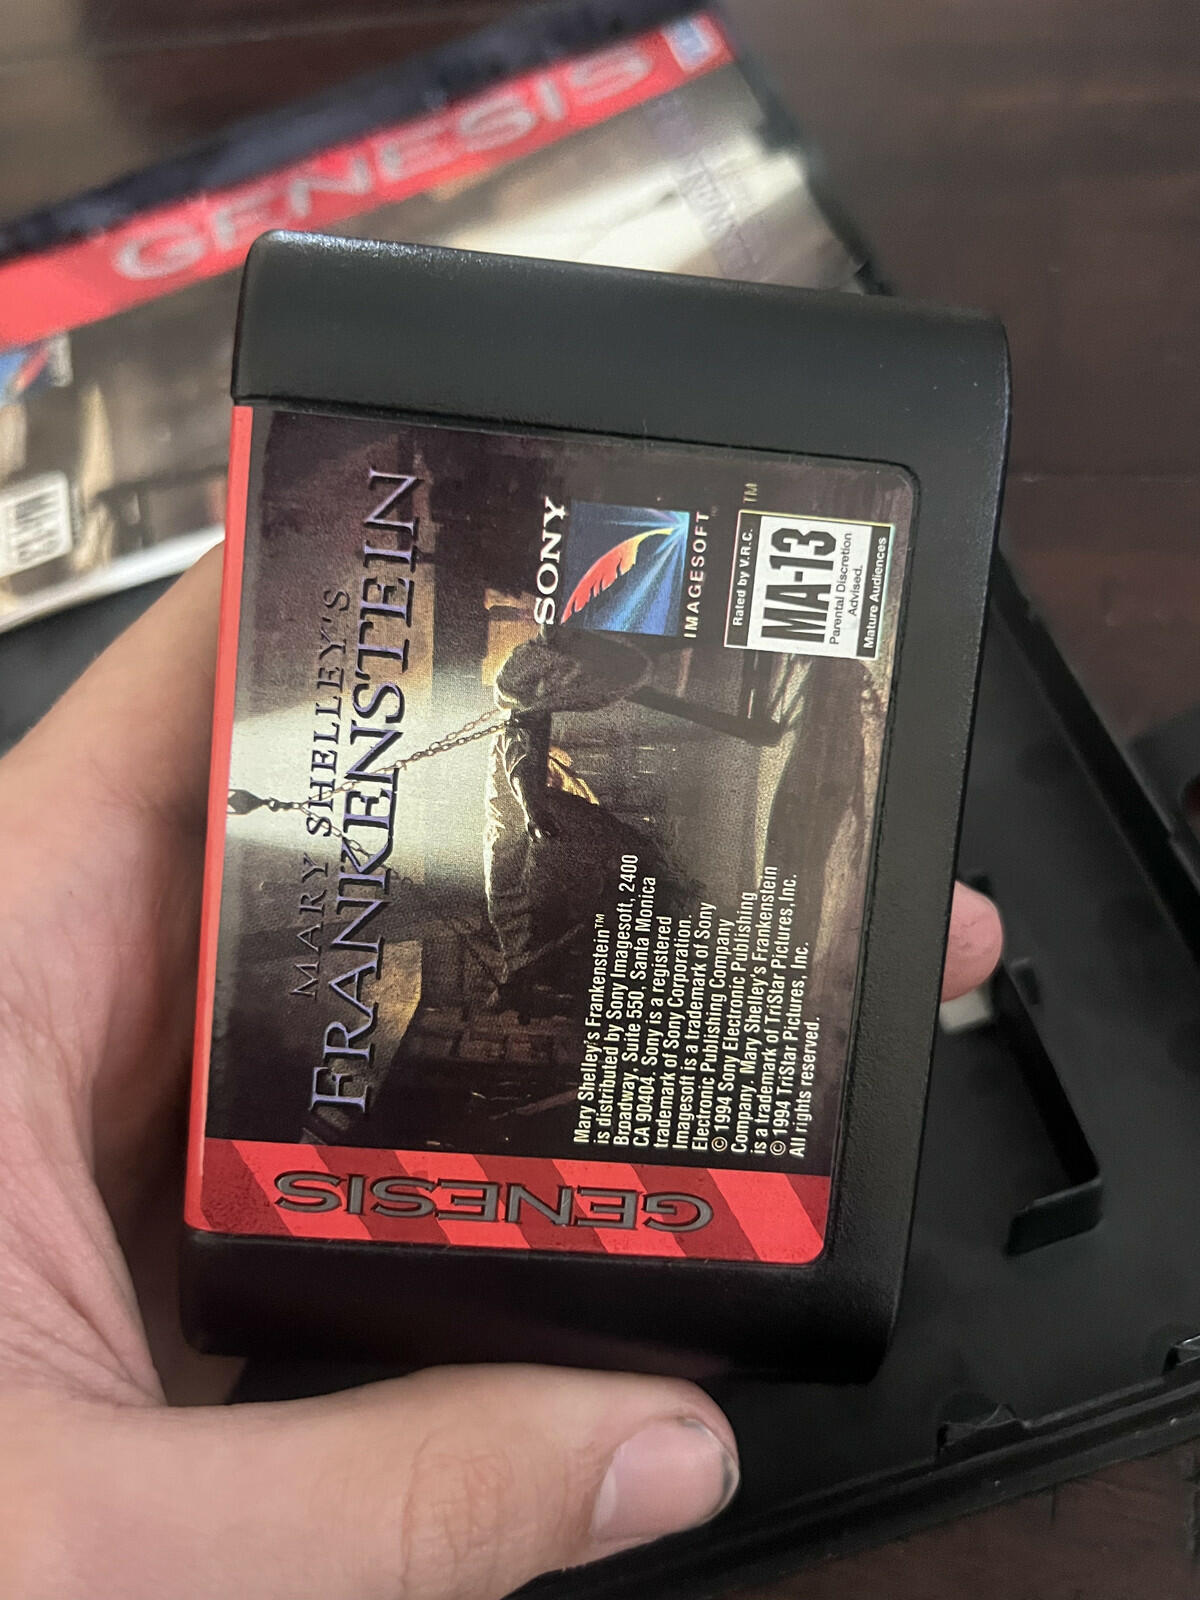 GENESIS
MA-13
MARY SHELLEY'S
FRANKENSTEIN
SONY
IMAGESOFT
TM
Rated by V.R.C.
MA-13
Parental Discretion
Advised.
Mature Audiences
Mary Shelley's Frankenstein™
is distributed by Sony Imagesoft, 2400
Broadway, Suite 550, Santa Monica
CA 90404. Sony is a registered
trademark of Sony Corporation.
Imagesoft is a trademark of Sony
Electronic Publishing Company
© 1994 Sony Electronic Publishing
Company. Mary Shelley's Frankenstein
is a trademark of TriStar Pictures, Inc.
© 1994 TriStar Pictures, Inc.
All rights reserved.
GENESIS